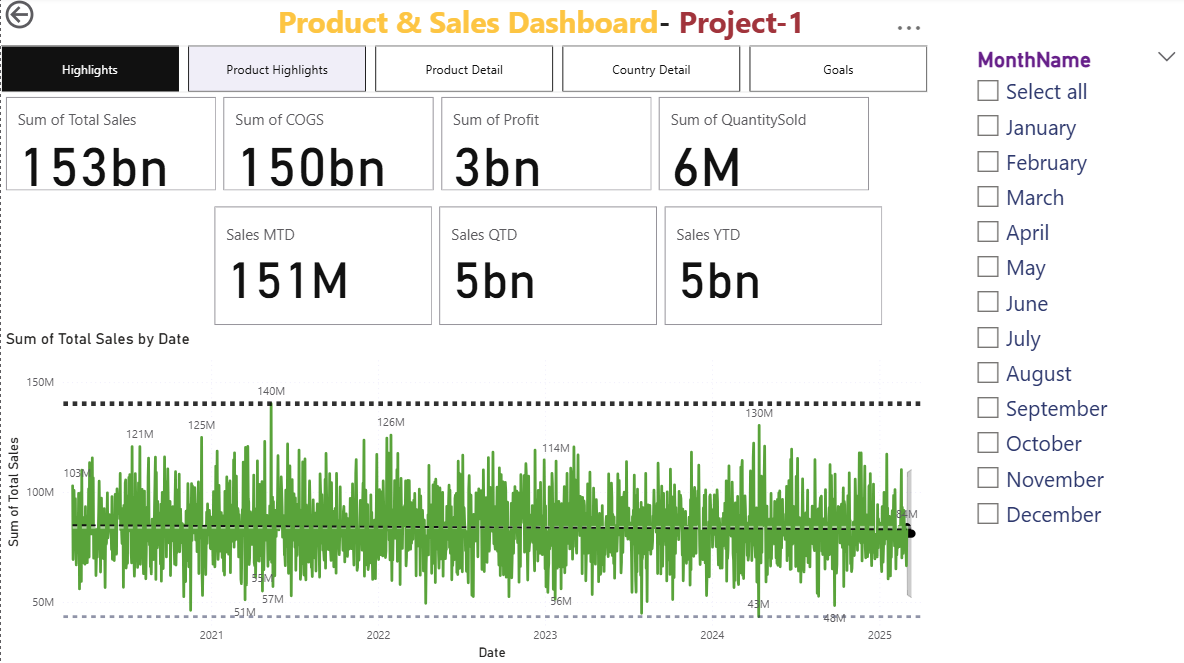 Product & Sales Dashboard- Project-1
...
Highlights
Product Highlights
Product Detail
Country Detail
Goals
Sum of Total Sales
153bn
Sum of COGS
150bn
Sum of Profit
3bn
Sum of QuantitySold
6M
Sales MTD
151M
Sales QTD
5bn
Sales YTD
5bn
Sum of Total Sales by Date
Sum of Total Sales
150M
100M
50M
103M
121M
125M
140M
126M
114M
130M
84M
55M
57M
51M
56M
43M
48M
2021
2022
2023
2024
2025
Date
MonthName
Select all
January
February
March
April
May
June
July
August
September
October
November
December